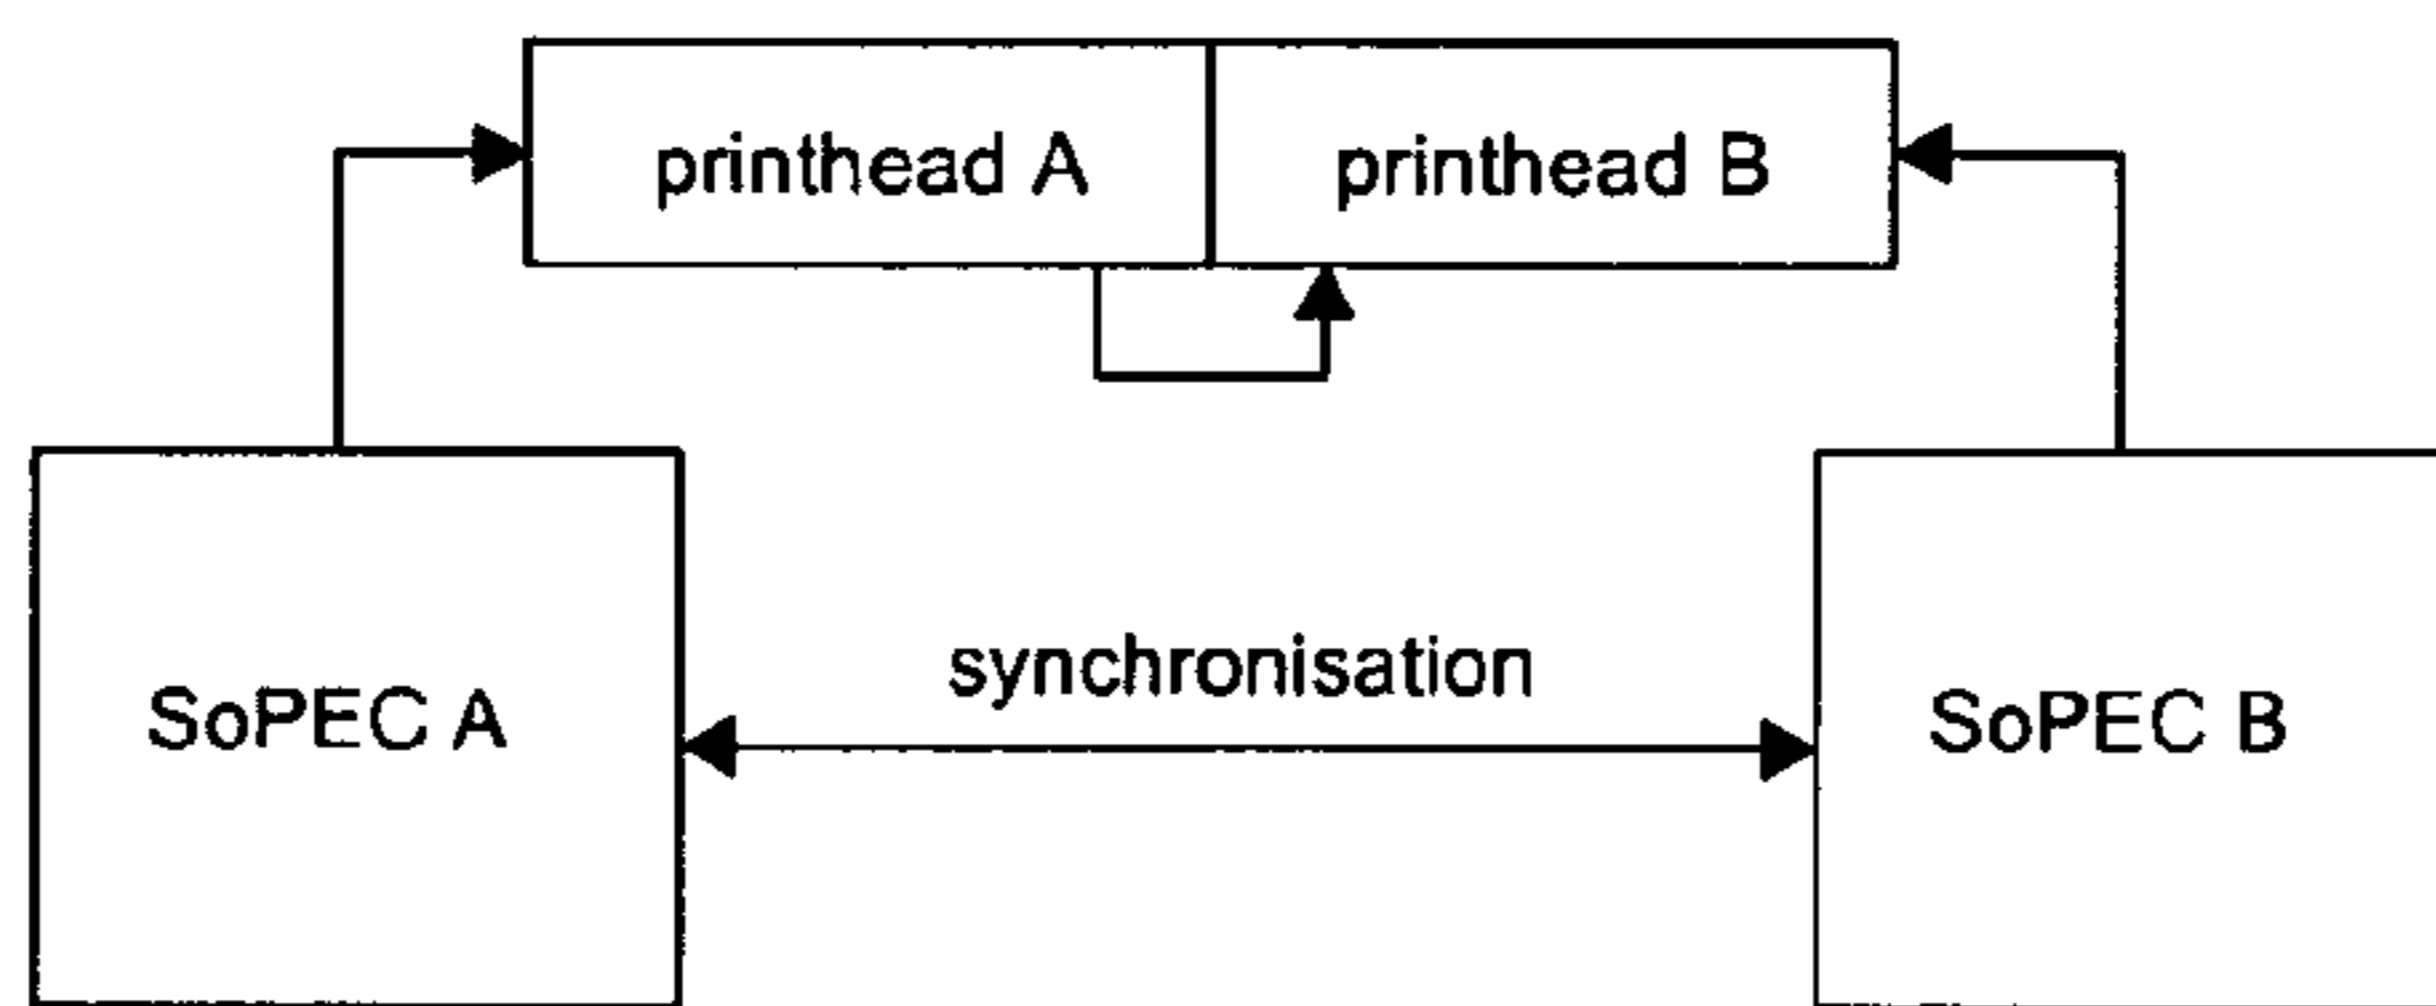 printhead A
printhead B
synchronisation
SoPEC A
SoPEC B